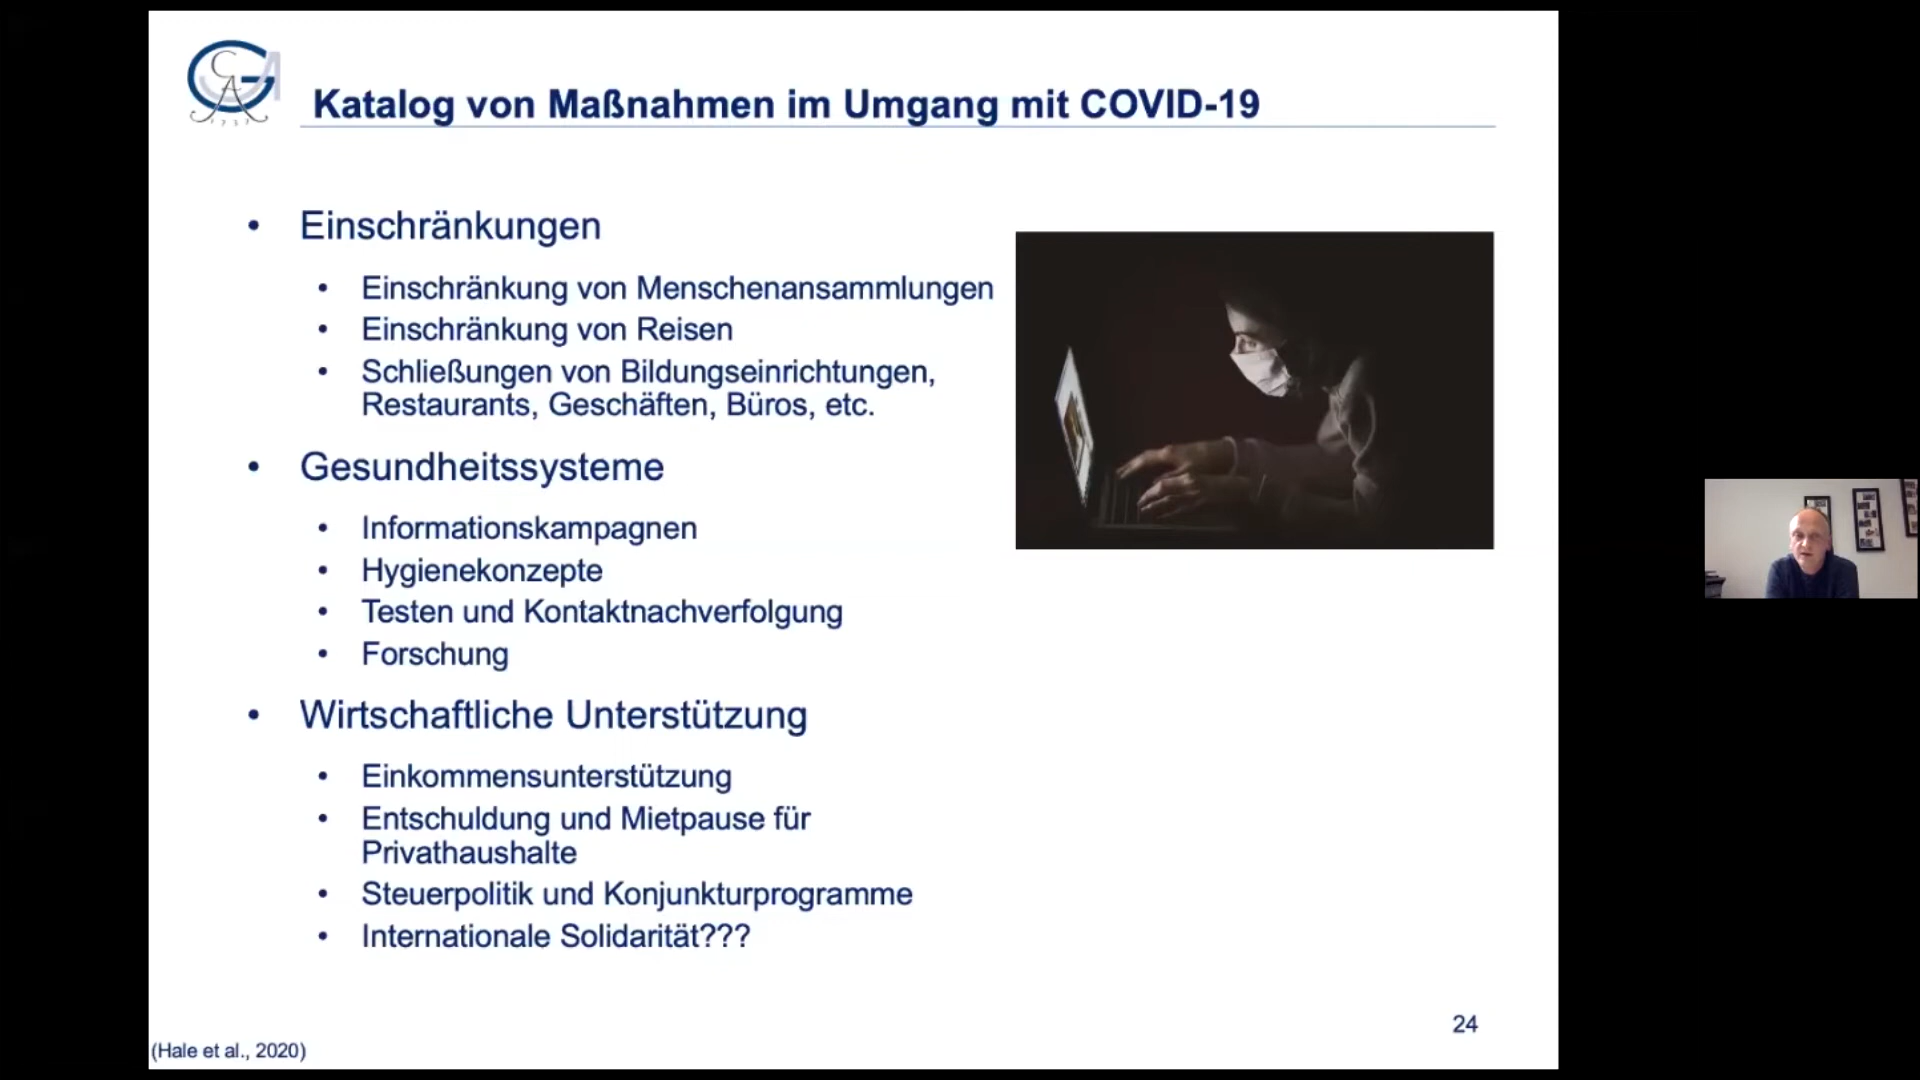 Katalog von Maßnahmen im Umgang mit COVID-19
• Einschränkungen
• Einschränkung von Menschenansammlungen
• Einschränkung von Reisen
• Schließungen von Bildungseinrichtungen,
Restaurants, Geschäften, Büros, etc.
• Gesundheitssysteme
• Informationskampagnen
• Hygienekonzepte
• Testen und Kontaktnachverfolgung
• Forschung
• Wirtschaftliche Unterstützung
• Einkommensunterstützung
• Entschuldung und Mietpause für
Privathaushalte
• Steuerpolitik und Konjunkturprogramme
• Internationale Solidarität???
24
(Hale et al., 2020)